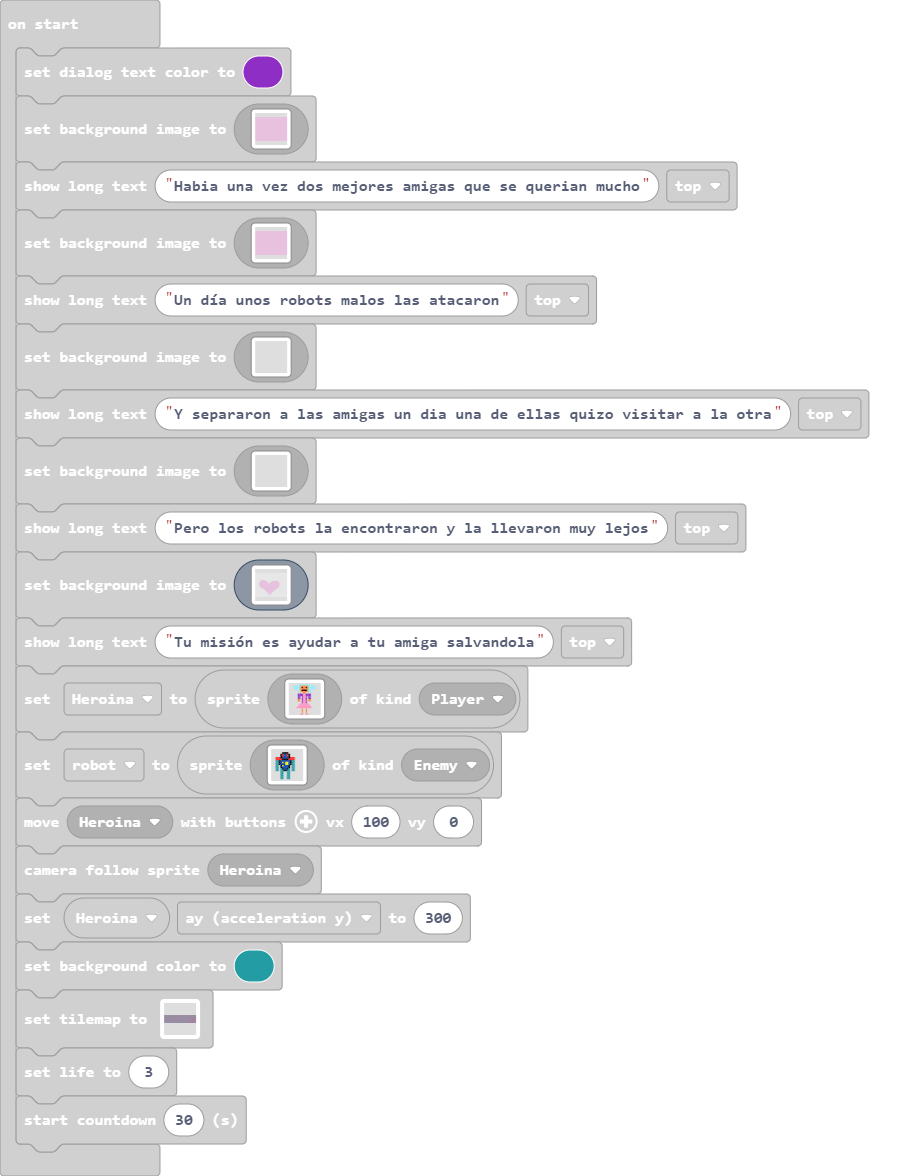 on start
set dialog text color to
set background image to
show long text "Habia una vez dos mejores amigas que se querian mucho" top
set background image to
show long text "Un día unos robots malos las atacaron" top
set background image to
show long text "Y separaron a las amigas un dia una de ellas quizo visitar a la otra" top
set background image to
show long text "Pero los robots la encontraron y la llevaron muy lejos" top
set background image to
show long text "Tu misión es ayudar a tu amiga salvandola" top
set Heroina to sprite of kind Player
set robot to sprite of kind Enemy
move Heroina with buttons vx 100 vy 0
camera follow sprite Heroina
set Heroina ay (acceleration y) to 300
set background color to
set tilemap to
set life to 3
start countdown 30 (s)